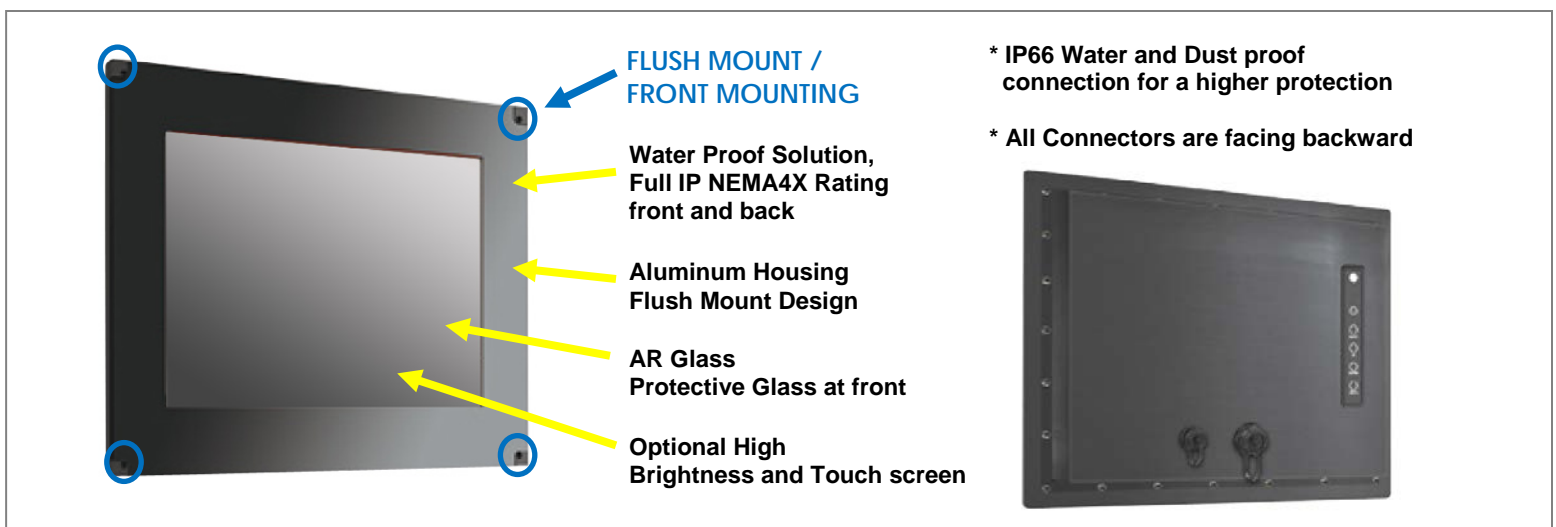 FLUSH MOUNT /
FRONT MOUNTING
Water Proof Solution,
Full IP NEMA4X Rating
front and back
Aluminum Housing
Flush Mount Design
AR Glass
Protective Glass at front
Optional High
Brightness and Touch screen
* IP66 Water and Dust proof
connection for a higher protection
* All Connectors are facing backward